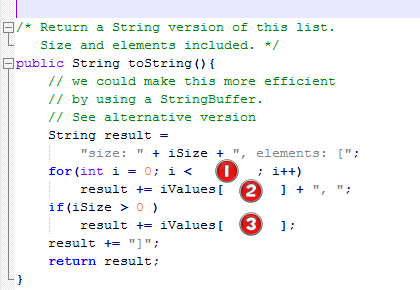 /* Return a String version of this list.
Size and elements included. */
public String toString(){
// we could make this more efficient
// by using a StringBuffer.
// See alternative version
String result =
"size: " + iSize + ", elements: [";
for(int i = 0; i < 1 ; i++)
result += iValues[ 2 ] + ", ";
if(iSize > 0 )
result += iValues[ 3 ];
result += "]";
return result;
}